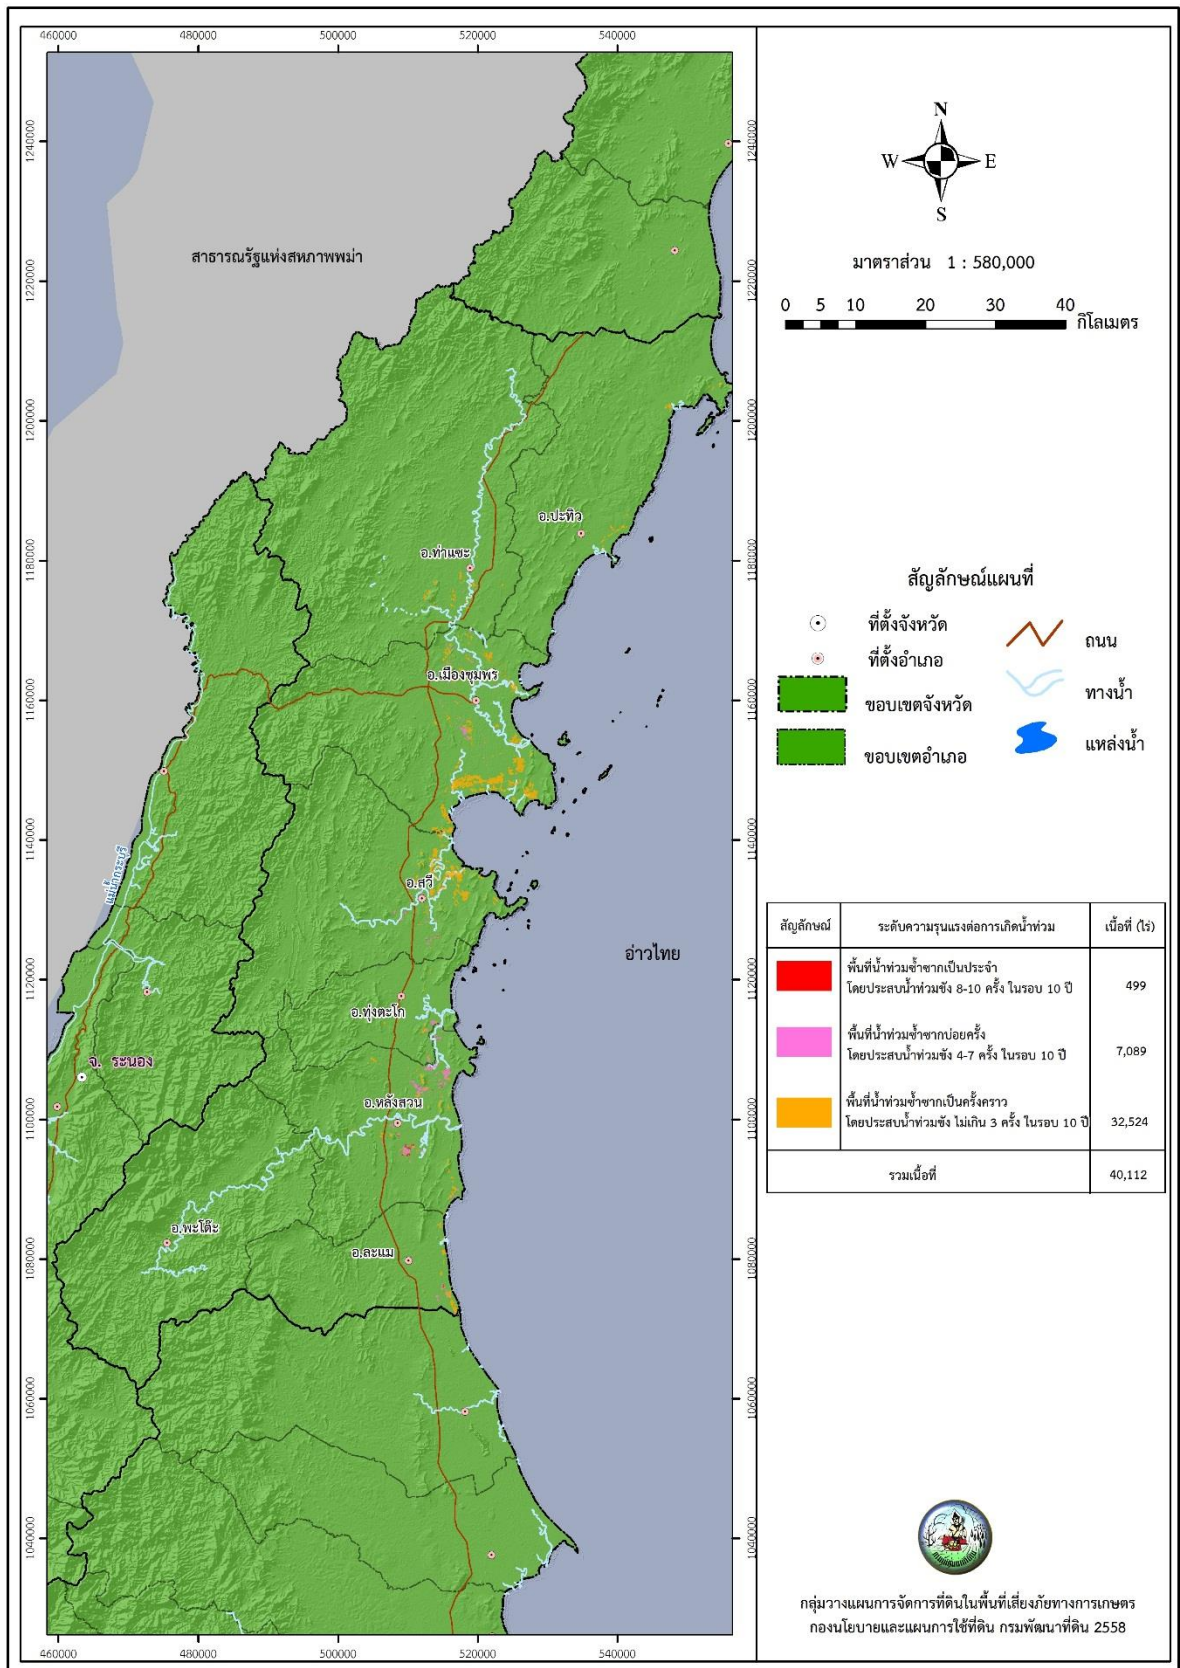 460000 480000 500000 520000 540000
1240000
1220000
1200000
1180000
1160000
1140000
1120000
1100000
1080000
1060000
1040000
สาธารณรัฐแห่งสหภาพพม่า
อ.ปะทิว
อ.ท่าแซะ
อ.เมืองชุมพร
แม่น้ำกระบุรี
อ.สวี
อ่าวไทย
อ.ทุ่งตะโก
จ. ระนอง
อ.หลังสวน
อ.พะโต๊ะ
อ.ละแม
1240000
1220000
1200000
1180000
1160000
1140000
1120000
1100000
1080000
1060000
1040000
460000 480000 500000 520000 540000
N
W E
S
มาตราส่วน 1 : 580,000
0 5 10 20 30 40
กิโลเมตร
สัญลักษณ์แผนที่
ที่ตั้งจังหวัด
ที่ตั้งอำเภอ
ขอบเขตจังหวัด
ขอบเขตอำเภอ
ถนน
ทางน้ำ
แหล่งน้ำ
สัญลักษณ์ ระดับความรุนแรงต่อการเกิดน้ำท่วม เนื้อที่ (ไร่)
พื้นที่น้ำท่วมซ้ำซากเป็นประจำ
โดยประสบน้ำท่วมขัง 8-10 ครั้ง ในรอบ 10 ปี 499
พื้นที่น้ำท่วมซ้ำซากบ่อยครั้ง
โดยประสบน้ำท่วมขัง 4-7 ครั้ง ในรอบ 10 ปี 7,089
พื้นที่น้ำท่วมซ้ำซากเป็นครั้งคราว
โดยประสบน้ำท่วมขัง ไม่เกิน 3 ครั้ง ในรอบ 10 ปี 32,524
รวมเนื้อที่ 40,112
กลุ่มวางแผนการจัดการที่ดินในพื้นที่เสี่ยงภัยทางการเกษตร
กองนโยบายและแผนการใช้ที่ดิน กรมพัฒนาที่ดิน 2558